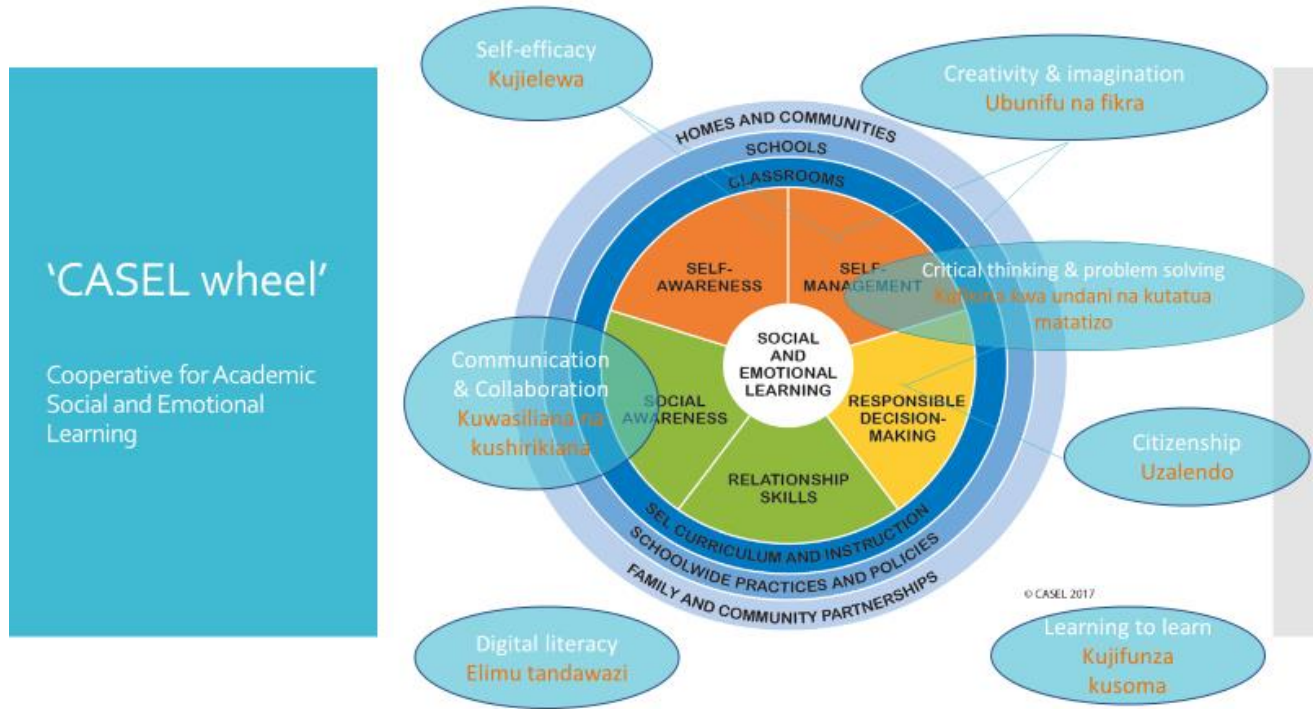 'CASEL wheel'
Cooperative for Academic
Social and Emotional
Learning
Self-efficacy
Kujielewa
Creativity & imagination
Ubunifu na fikra
HOMES AND COMMUNITIES
SCHOOLS
CLASSROOMS
SELF-
AWARENESS
SELF-
MANAGEMENT
Critical thinking & problem solving
Kufikiria kwa undani na kutatua
matatizo
SOCIAL
AND
EMOTIONAL
LEARNING
Communication
& Collaboration
Kuwasiliana na
kushirikiana
SOCIAL
AWARENESS
RESPONSIBLE
DECISION-
MAKING
Citizenship
Uzalendo
RELATIONSHIP
SKILLS
SEL CURRICULUM AND INSTRUCTION
SCHOOLWIDE PRACTICES AND POLICIES
FAMILY AND COMMUNITY PARTNERSHIPS
© CASEL 2017
Digital literacy
Elimu tandawazi
Learning to learn
Kujifunza
kusoma